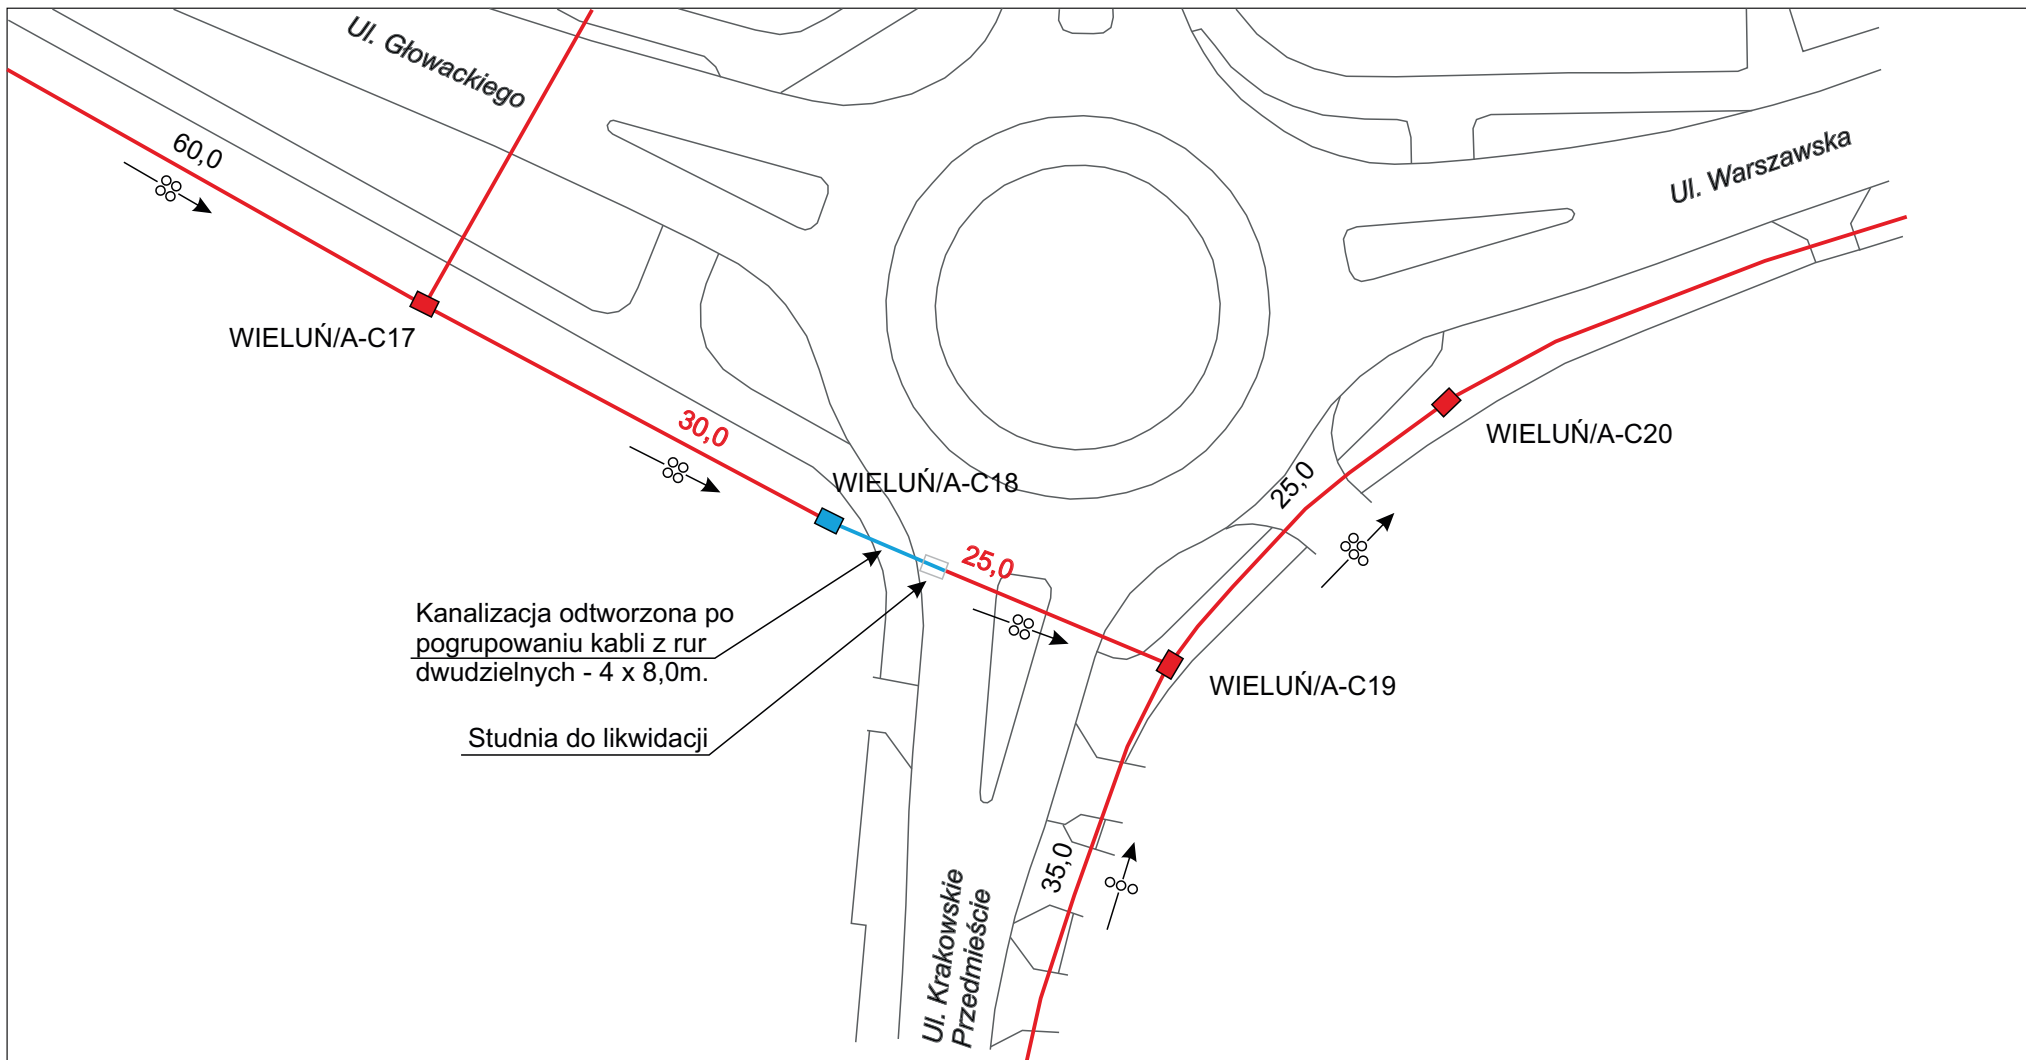 Ul. Głowackiego
60,0
Ul. Warszawska
WIELUŃ/A-C17
30,0
WIELUŃ/A-C20
WIELUŃ/A-C18
25,0
25,0
Kanalizacja odtworzona po
pogrupowaniu kabli z rur
dwudzielnych - 4 x 8,0m.
WIELUŃ/A-C19
Studnia do likwidacji
35,0
Ul. Krakowskie
Przedmieście